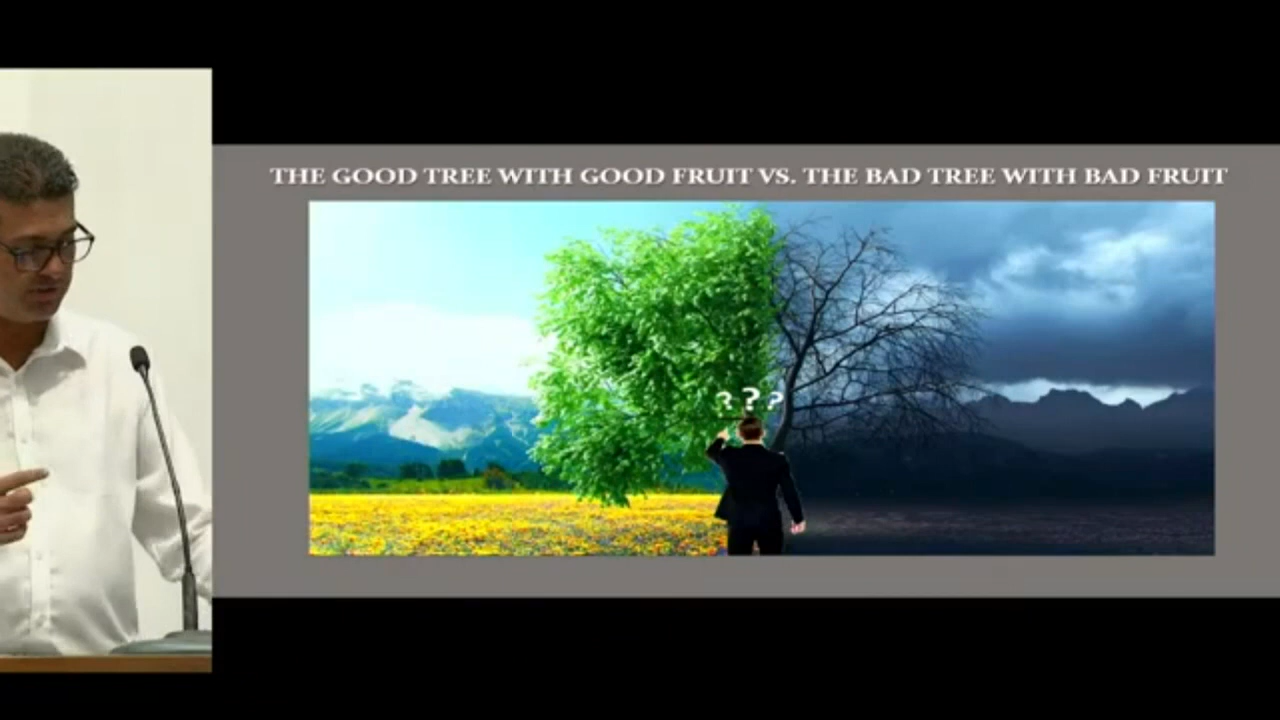 THE GOOD TREE WITH GOOD FRUIT VS. THE BAD TREE WITH BAD FRUIT
? ? ?